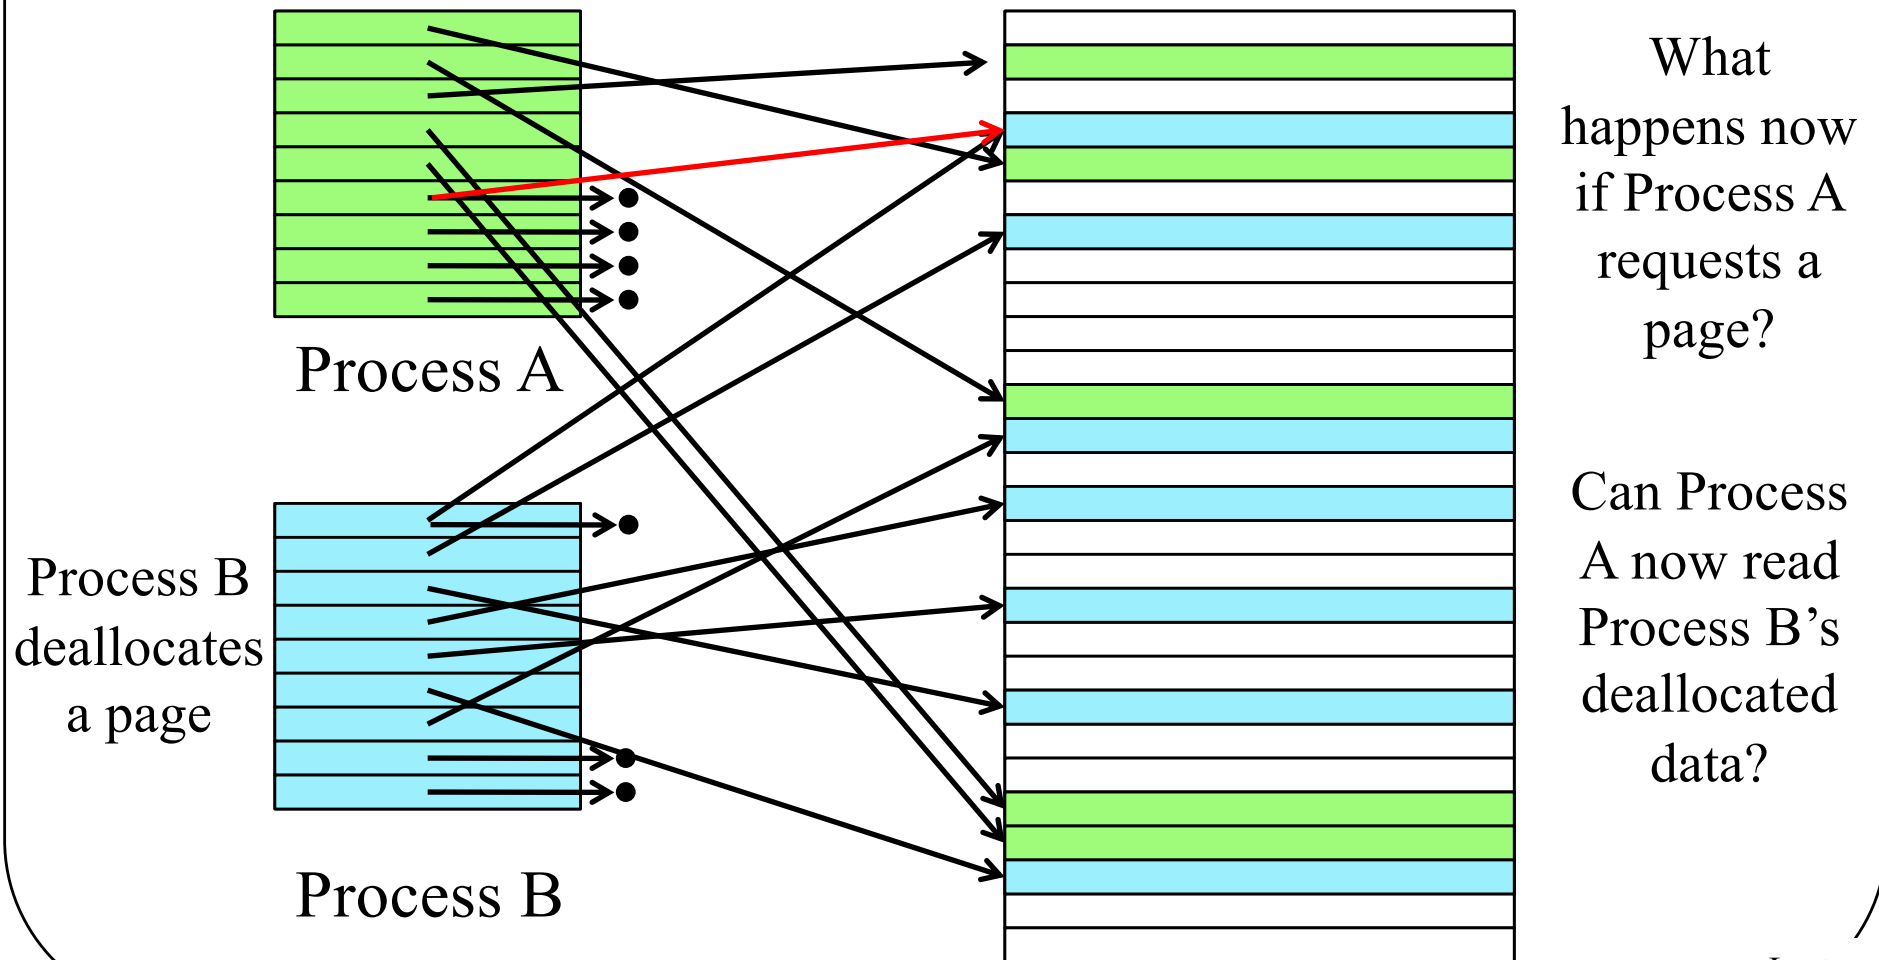 What
happens now
if Process A
requests a
page?
Process A
Can Process
A now read
Process B’s
deallocated
data?
Process B
deallocates
a page
Process B